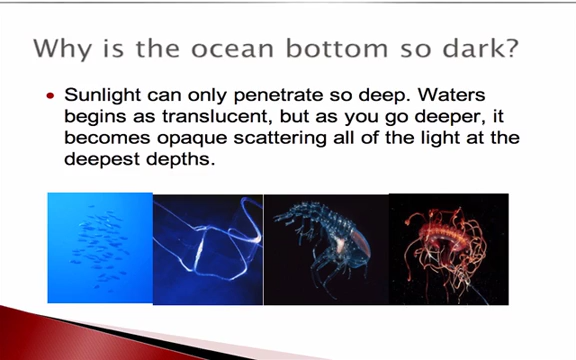 Why is the ocean bottom so dark?
• Sunlight can only penetrate so deep. Waters
begins as translucent, but as you go deeper, it
becomes opaque scattering all of the light at the
deepest depths.